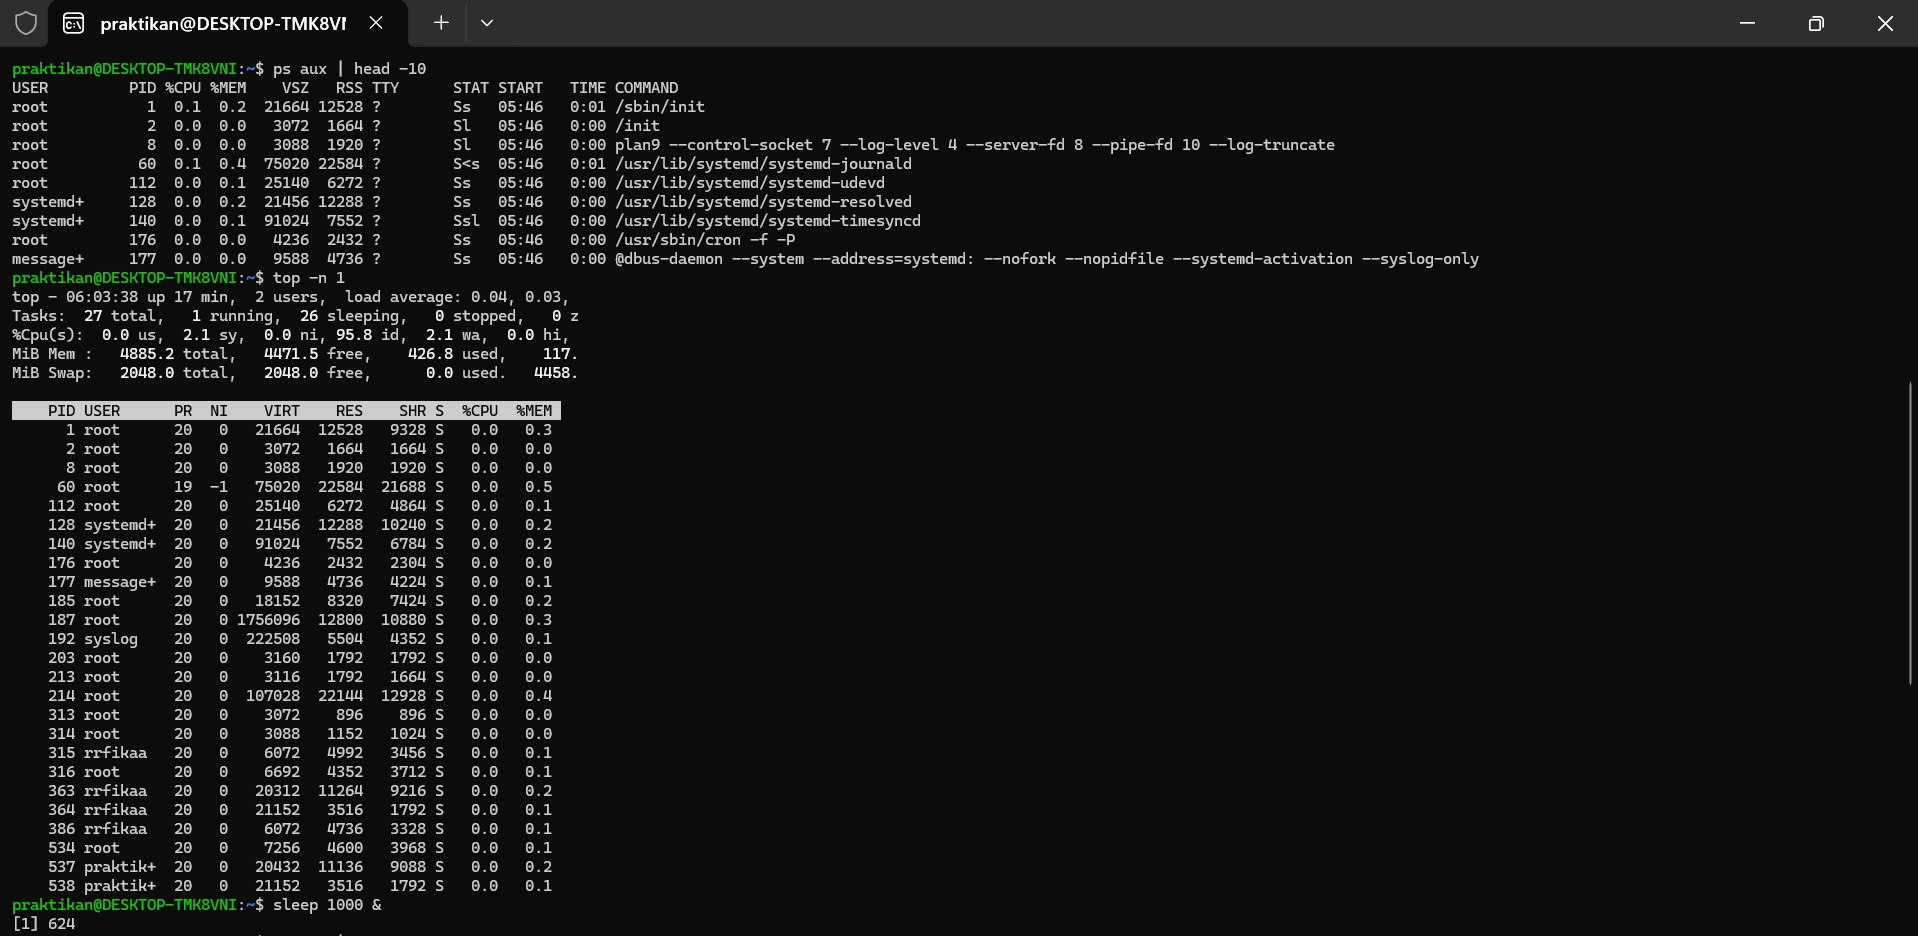 praktikan@DESKTOP-TMK8VI
praktikan@DESKTOP-TMK8VNI:~$ ps aux | head -10
USER         PID %CPU %MEM    VSZ   RSS TTY      STAT START   TIME COMMAND
root           1  0.1  0.2  21664 12528 ?        Ss   05:46   0:01 /sbin/init
root           2  0.0  0.0   3072  1664 ?        Sl   05:46   0:00 /init
root           8  0.0  0.0   3088  1920 ?        Sl   05:46   0:00 plan9 --control-socket 7 --log-level 4 --server-fd 8 --pipe-fd 10 --log-truncate
root          60  0.1  0.4  75020 22584 ?        S<s  05:46   0:01 /usr/lib/systemd/systemd-journald
root         112  0.0  0.1  25140  6272 ?        Ss   05:46   0:00 /usr/lib/systemd/systemd-udevd
systemd+     128  0.0  0.2  21456 12288 ?        Ss   05:46   0:00 /usr/lib/systemd/systemd-resolved
systemd+     140  0.0  0.1  91024  7552 ?        Ssl  05:46   0:00 /usr/lib/systemd/systemd-timesyncd
root         176  0.0  0.0   4236  2432 ?        Ss   05:46   0:00 /usr/sbin/cron -f -P
message+     177  0.0  0.0   9588  4736 ?        Ss   05:46   0:00 @dbus-daemon --system --address=systemd: --nofork --nopidfile --systemd-activation --syslog-only
praktikan@DESKTOP-TMK8VNI:~$ top -n 1
top - 06:03:38 up 17 min,  2 users,  load average: 0.04, 0.03,
Tasks:  27 total,   1 running,  26 sleeping,   0 stopped,   0 z
%Cpu(s):  0.0 us,  2.1 sy,  0.0 ni, 95.8 id,  2.1 wa,  0.0 hi,
MiB Mem :   4885.2 total,   4471.5 free,    426.8 used,    117.
MiB Swap:   2048.0 total,   2048.0 free,      0.0 used.   4458.
    PID USER      PR  NI    VIRT    RES    SHR S  %CPU  %MEM
      1 root      20   0   21664  12528   9328 S   0.0   0.3
      2 root      20   0    3072   1664   1664 S   0.0   0.0
      8 root      20   0    3088   1920   1920 S   0.0   0.0
     60 root      19  -1   75020  22584  21688 S   0.0   0.5
    112 root      20   0   25140   6272   4864 S   0.0   0.1
    128 systemd+  20   0   21456  12288  10240 S   0.0   0.2
    140 systemd+  20   0   91024   7552   6784 S   0.0   0.2
    176 root      20   0    4236   2432   2304 S   0.0   0.0
    177 message+  20   0    9588   4736   4224 S   0.0   0.1
    185 root      20   0   18152   8320   7424 S   0.0   0.2
    187 root      20   0 1756096  12800  10880 S   0.0   0.3
    192 syslog    20   0  222508   5504   4352 S   0.0   0.1
    203 root      20   0    3160   1792   1792 S   0.0   0.0
    213 root      20   0    3116   1792   1664 S   0.0   0.0
    214 root      20   0  107028  22144  12928 S   0.0   0.4
    313 root      20   0    3072    896    896 S   0.0   0.0
    314 root      20   0    3088   1152   1024 S   0.0   0.0
    315 rrfikaa   20   0    6072   4992   3456 S   0.0   0.1
    316 root      20   0    6692   4352   3712 S   0.0   0.1
    363 rrfikaa   20   0   20312  11264   9216 S   0.0   0.2
    364 rrfikaa   20   0   21152   3516   1792 S   0.0   0.1
    386 rrfikaa   20   0    6072   4736   3328 S   0.0   0.1
    534 root      20   0    7256   4600   3968 S   0.0   0.1
    537 praktik+  20   0   20432  11136   9088 S   0.0   0.2
    538 praktik+  20   0   21152   3516   1792 S   0.0   0.1
praktikan@DESKTOP-TMK8VNI:~$ sleep 1000 &
[1] 624